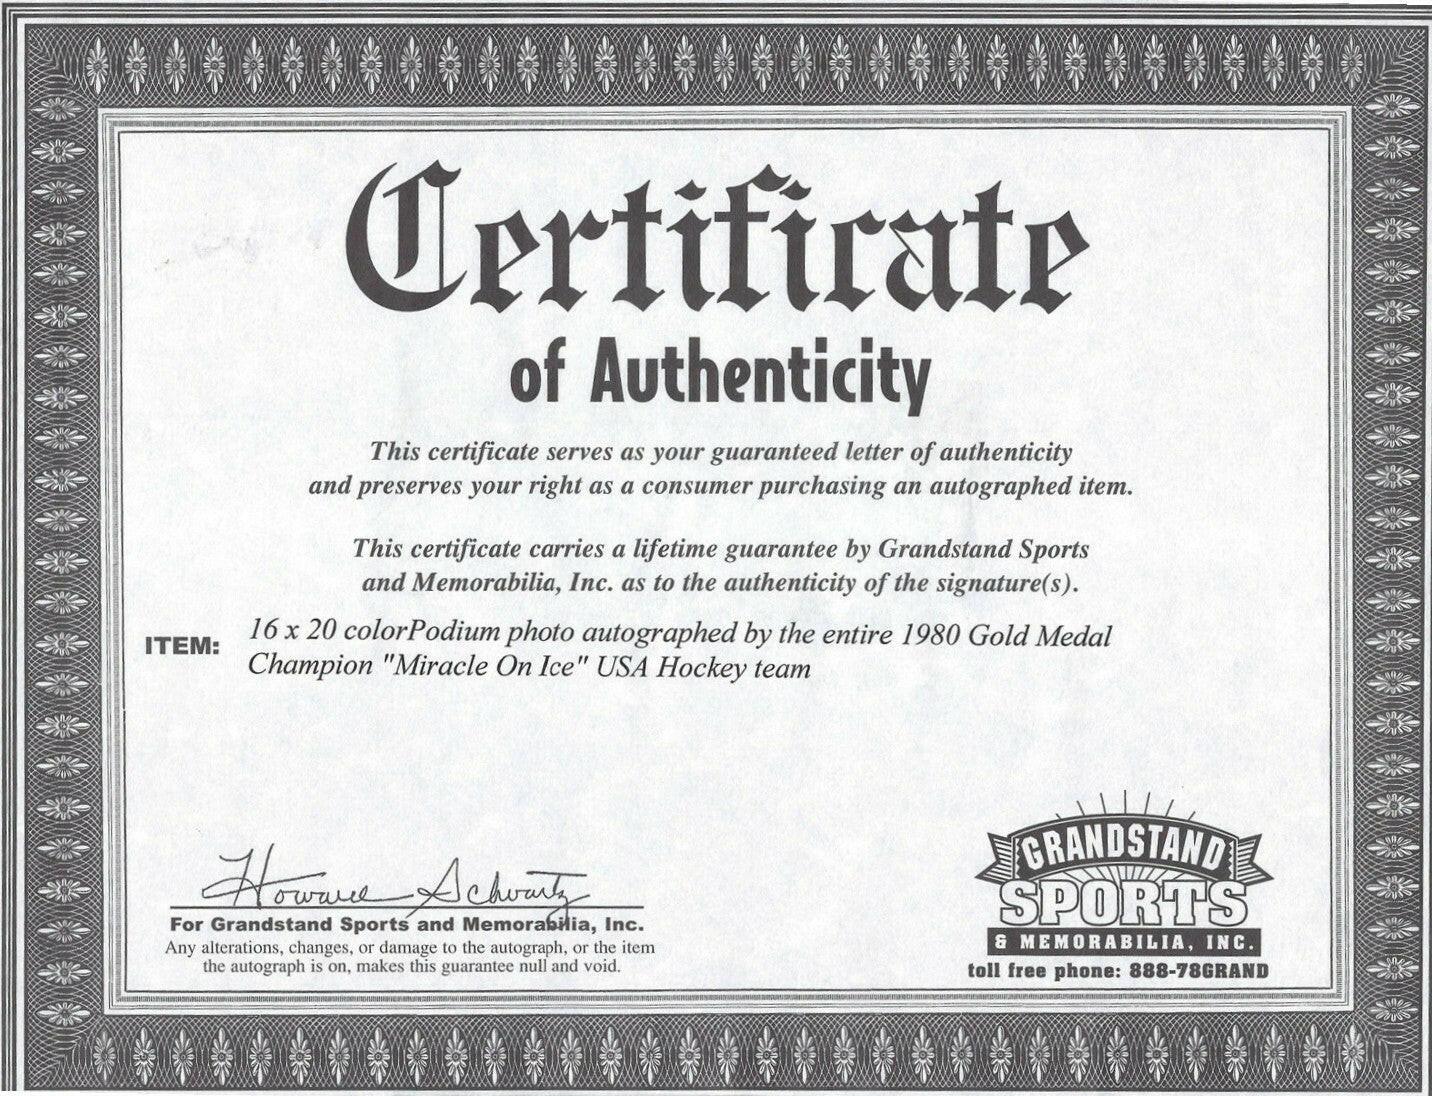 Certificate
of Authenticity
This certificate serves as your guaranteed letter of authenticity
and preserves your right as a consumer purchasing an autographed item.
This certificate carries a lifetime guarantee by Grandstand Sports
and Memorabilia, Inc. as to the authenticity of the signature(s).
ITEM: 16 x 20 colorPodium photo autographed by the entire 1980 Gold Medal
Champion "Miracle On Ice" USA Hockey team
Howard Schwartz
For Grandstand Sports and Memorabilia, Inc.
Any alterations, changes, or damage to the autograph, or the item
the autograph is on, makes this guarantee null and void.
GRANDSTAND
SPORTS
& MEMORABILIA, INC.
toll free phone: 888-78GRAND